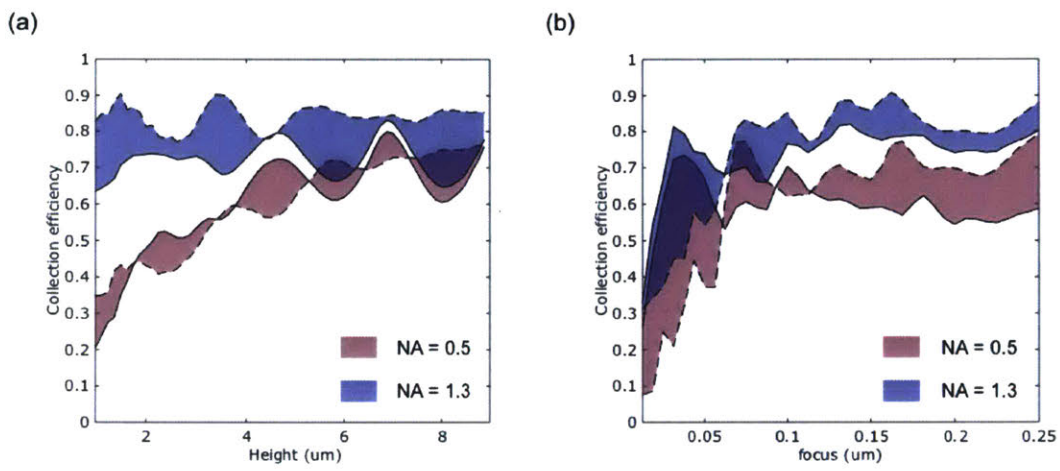 (a)
(b)
1
0.9
0.8
0.7
0.6
0.5
0.4
0.3
0.2
0.1
0
Collection efficiency
2 4 6 8
Height (um)
NA = 0.5
NA = 1.3
1
0.9
0.8
0.7
0.6
0.5
0.4
0.3
0.2
0.1
0
Collection efficiency
0.05 0.1 0.15 0.2 0.25
focus (um)
NA = 0.5
NA = 1.3